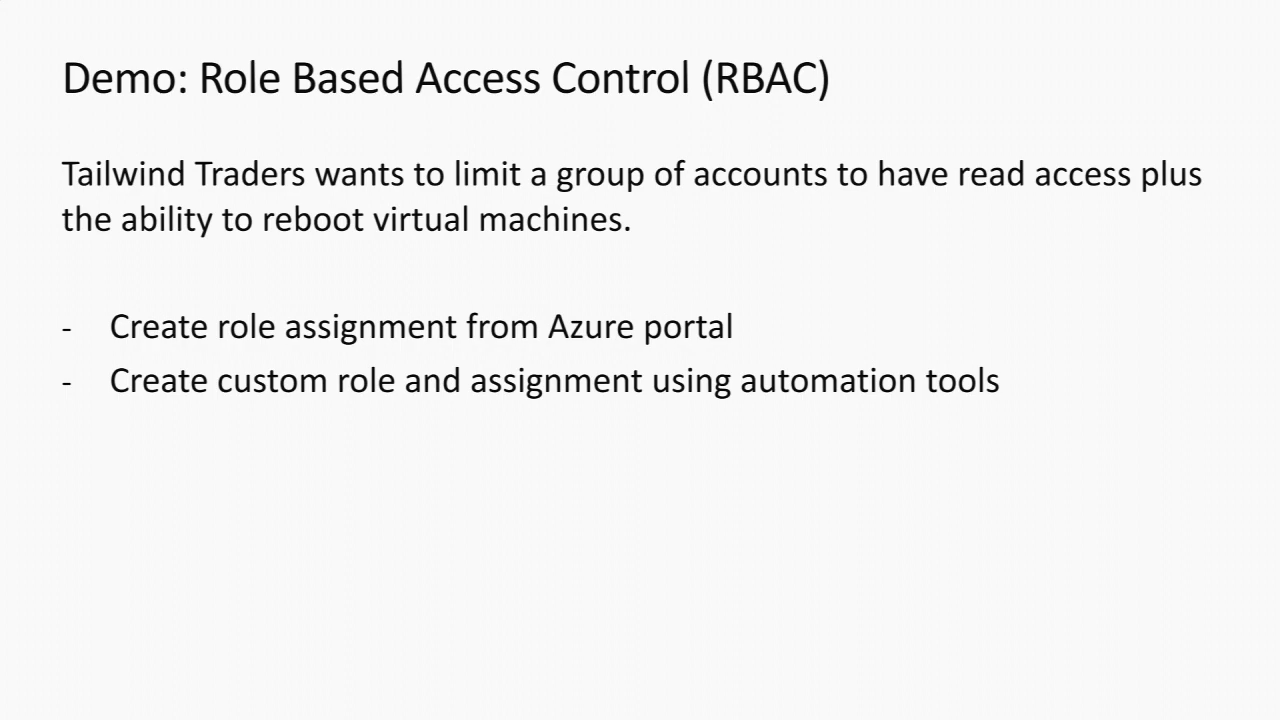 Demo: Role Based Access Control (RBAC)
Tailwind Traders wants to limit a group of accounts to have read access plus
the ability to reboot virtual machines.
- Create role assignment from Azure portal
- Create custom role and assignment using automation tools